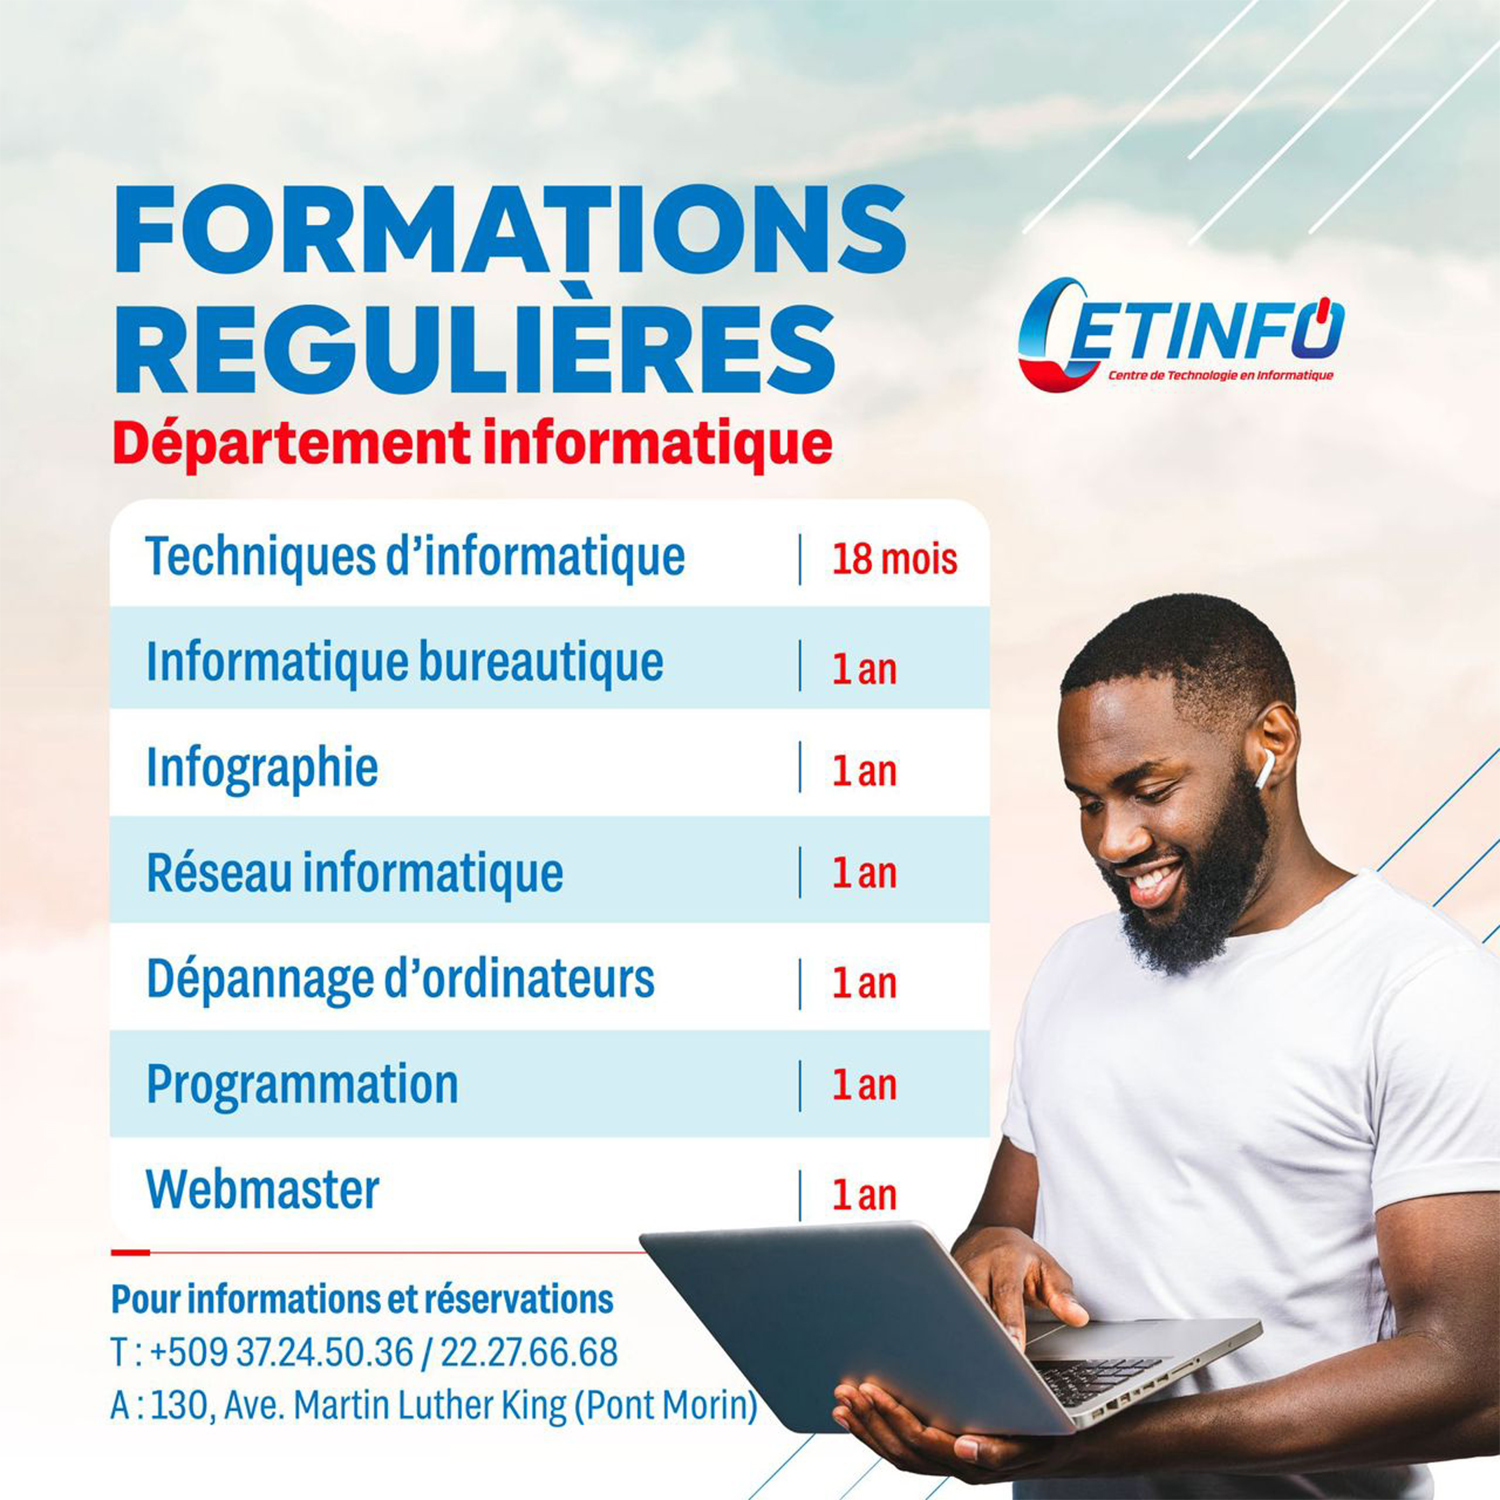 FORMATIONS
REGULIÈRES
Département informatique
CETINFO
Centre de Technologie en Informatique
Techniques d'informatique | 18 mois
Informatique bureautique | 1 an
Infographie | 1 an
Réseau informatique | 1 an
Dépannage d'ordinateurs | 1 an
Programmation | 1 an
Webmaster | 1 an
Pour informations et réservations
T : +509 37.24.50.36 / 22.27.66.68
A : 130, Ave. Martin Luther King (Pont Morin)